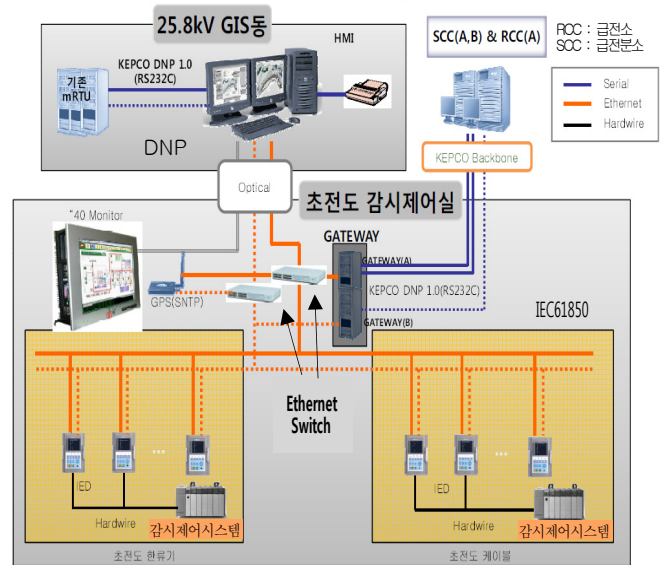 25.8kV GIS동
HMI
KEPCO DNP 1.0
(RS232C)
기존
mRTU
DNP
SCC(A,B) & RCC(A)
RCC : 급전소
SCC : 급전분소
Serial
Ethernet
Hardwire
KEPCO Backbone
Optical
초전도 감시제어실
"40 Monitor
GATEWAY
GATEWAY(A)
KEPCO DNP 1.0(RS232C)
GPS(SNTP)
GATEWAY(B)
IEC61850
Ethernet
Switch
...
IED
Hardwire
감시제어시스템
초전도 한류기
...
IED
Hardwire
감시제어시스템
초전도 케이블